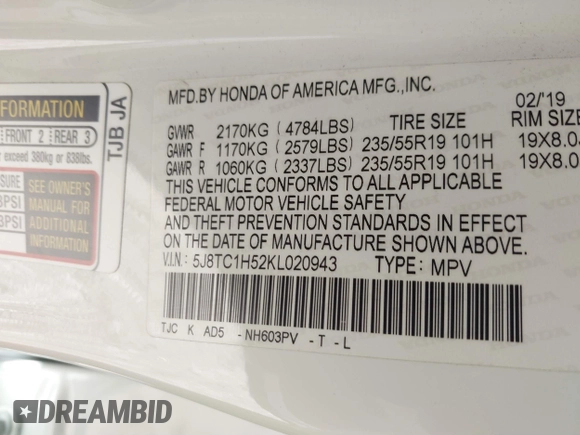 FORMATION
FRONT 2 REAR 3
exceed 380kg or 838lbs.
TJB JA
SEE OWNER'S
MANUAL FOR
ADDITIONAL
INFORMATION
MFD.BY HONDA OF AMERICA MFG.,INC.
02/'19
GVWR 2170KG (4784LBS) TIRE SIZE RIM SIZE
GAWR F 1170KG (2579LBS) 235/55R19 101H 19X8.0J
GAWR R 1060KG (2337LBS) 235/55R19 101H 19X8.0
THIS VEHICLE CONFORMS TO ALL APPLICABLE
FEDERAL MOTOR VEHICLE SAFETY
AND THEFT PREVENTION STANDARDS IN EFFECT
ON THE DATE OF MANUFACTURE SHOWN ABOVE.
V.I.N: 5J8TC1H52KL020943 TYPE: MPV
TJC K AD5 - NH603PV - T - L
DREAMBID